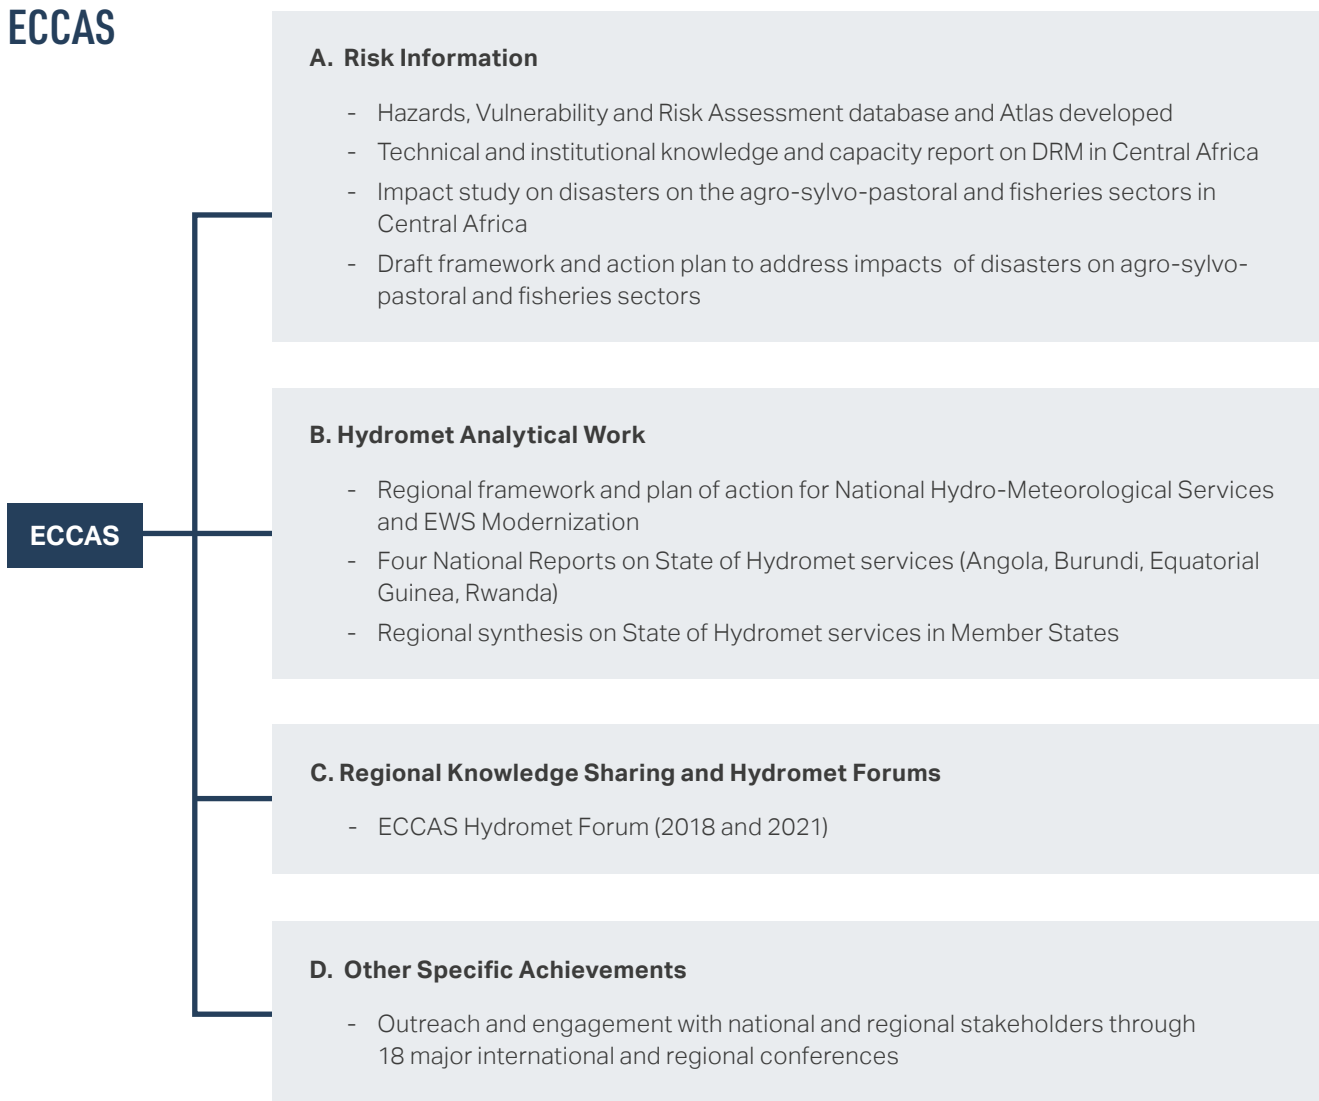 ECCAS
A. Risk Information
- Hazards, Vulnerability and Risk Assessment database and Atlas developed
- Technical and institutional knowledge and capacity report on DRM in Central Africa
- Impact study on disasters on the agro-sylvo-pastoral and fisheries sectors in
Central Africa
- Draft framework and action plan to address impacts of disasters on agro-sylvo-
pastoral and fisheries sectors
B. Hydromet Analytical Work
- Regional framework and plan of action for National Hydro-Meteorological Services
and EWS Modernization
- Four National Reports on State of Hydromet services (Angola, Burundi, Equatorial
Guinea, Rwanda)
- Regional synthesis on State of Hydromet services in Member States
ECCAS
C. Regional Knowledge Sharing and Hydromet Forums
- ECCAS Hydromet Forum (2018 and 2021)
D. Other Specific Achievements
- Outreach and engagement with national and regional stakeholders through
18 major international and regional conferences